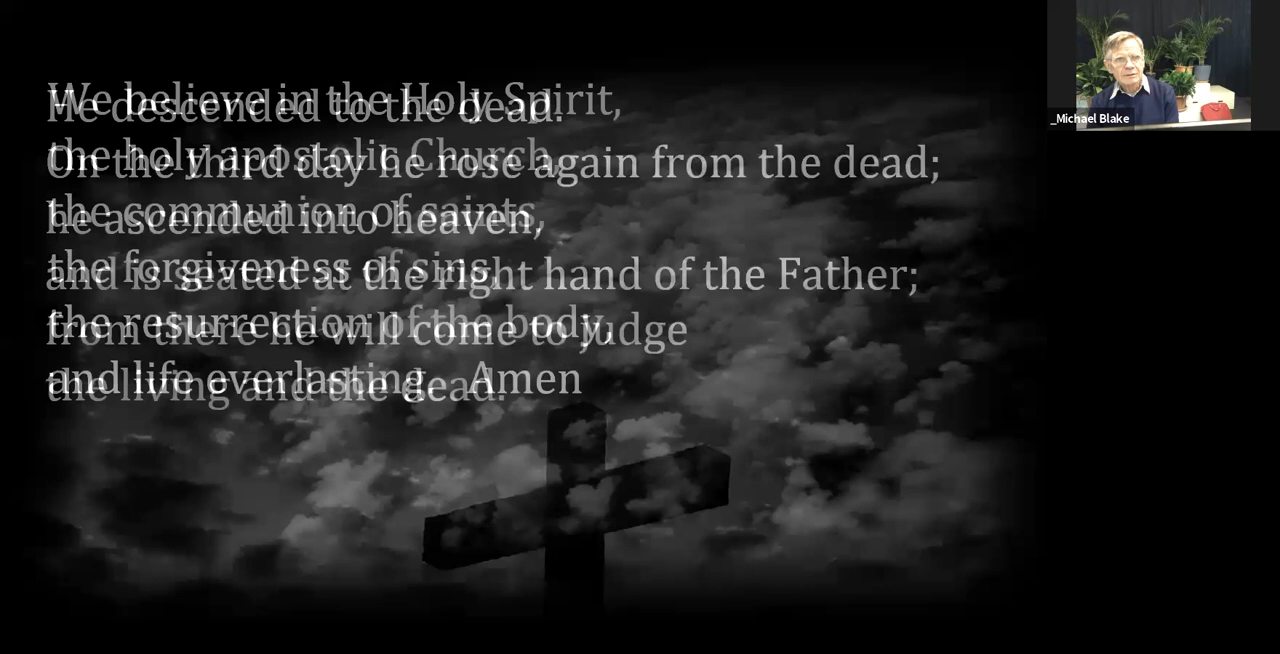 He descended to the dead.
On the third day he rose again from the dead;
he ascended into heaven,
and is seated at the right hand of the Father;
from there he will come to judge
the living and the dead.
We believe in the Holy Spirit,
the holy apostolic Church,
the communion of saints,
the forgiveness of sins,
the resurrection of the body,
and life everlasting. Amen
_Michael Blake